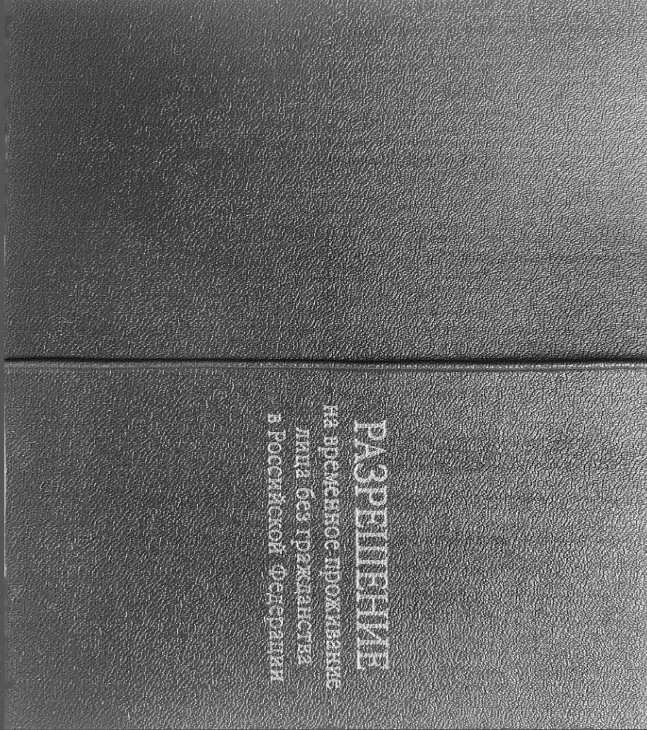 РАЗРЕШЕНИЕ
на временное проживание
лица без гражданства
в Российской Федерации